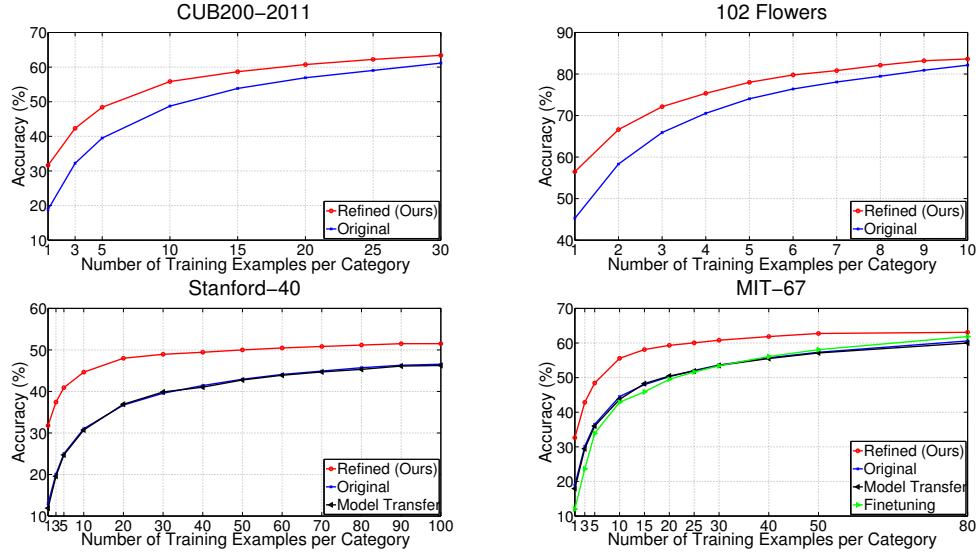 CUB200−2011
70
60
50
40
30
20
10
Accuracy (%)
1 3 5 10 15 20 25 30
Number of Training Examples per Category
Refined (Ours)
Original
102 Flowers
90
80
70
60
50
40
Accuracy (%)
1 2 3 4 5 6 7 8 9 10
Number of Training Examples per Category
Refined (Ours)
Original
Stanford−40
60
50
40
30
20
10
Accuracy (%)
1 3 5 10 20 30 40 50 60 70 80 90 100
Number of Training Examples per Category
Refined (Ours)
Original
Model Transfer
MIT−67
70
60
50
40
30
20
10
Accuracy (%)
1 3 5 10 15 20 25 30 40 50 80
Number of Training Examples per Category
Refined (Ours)
Original
Model Transfer
Finetuning